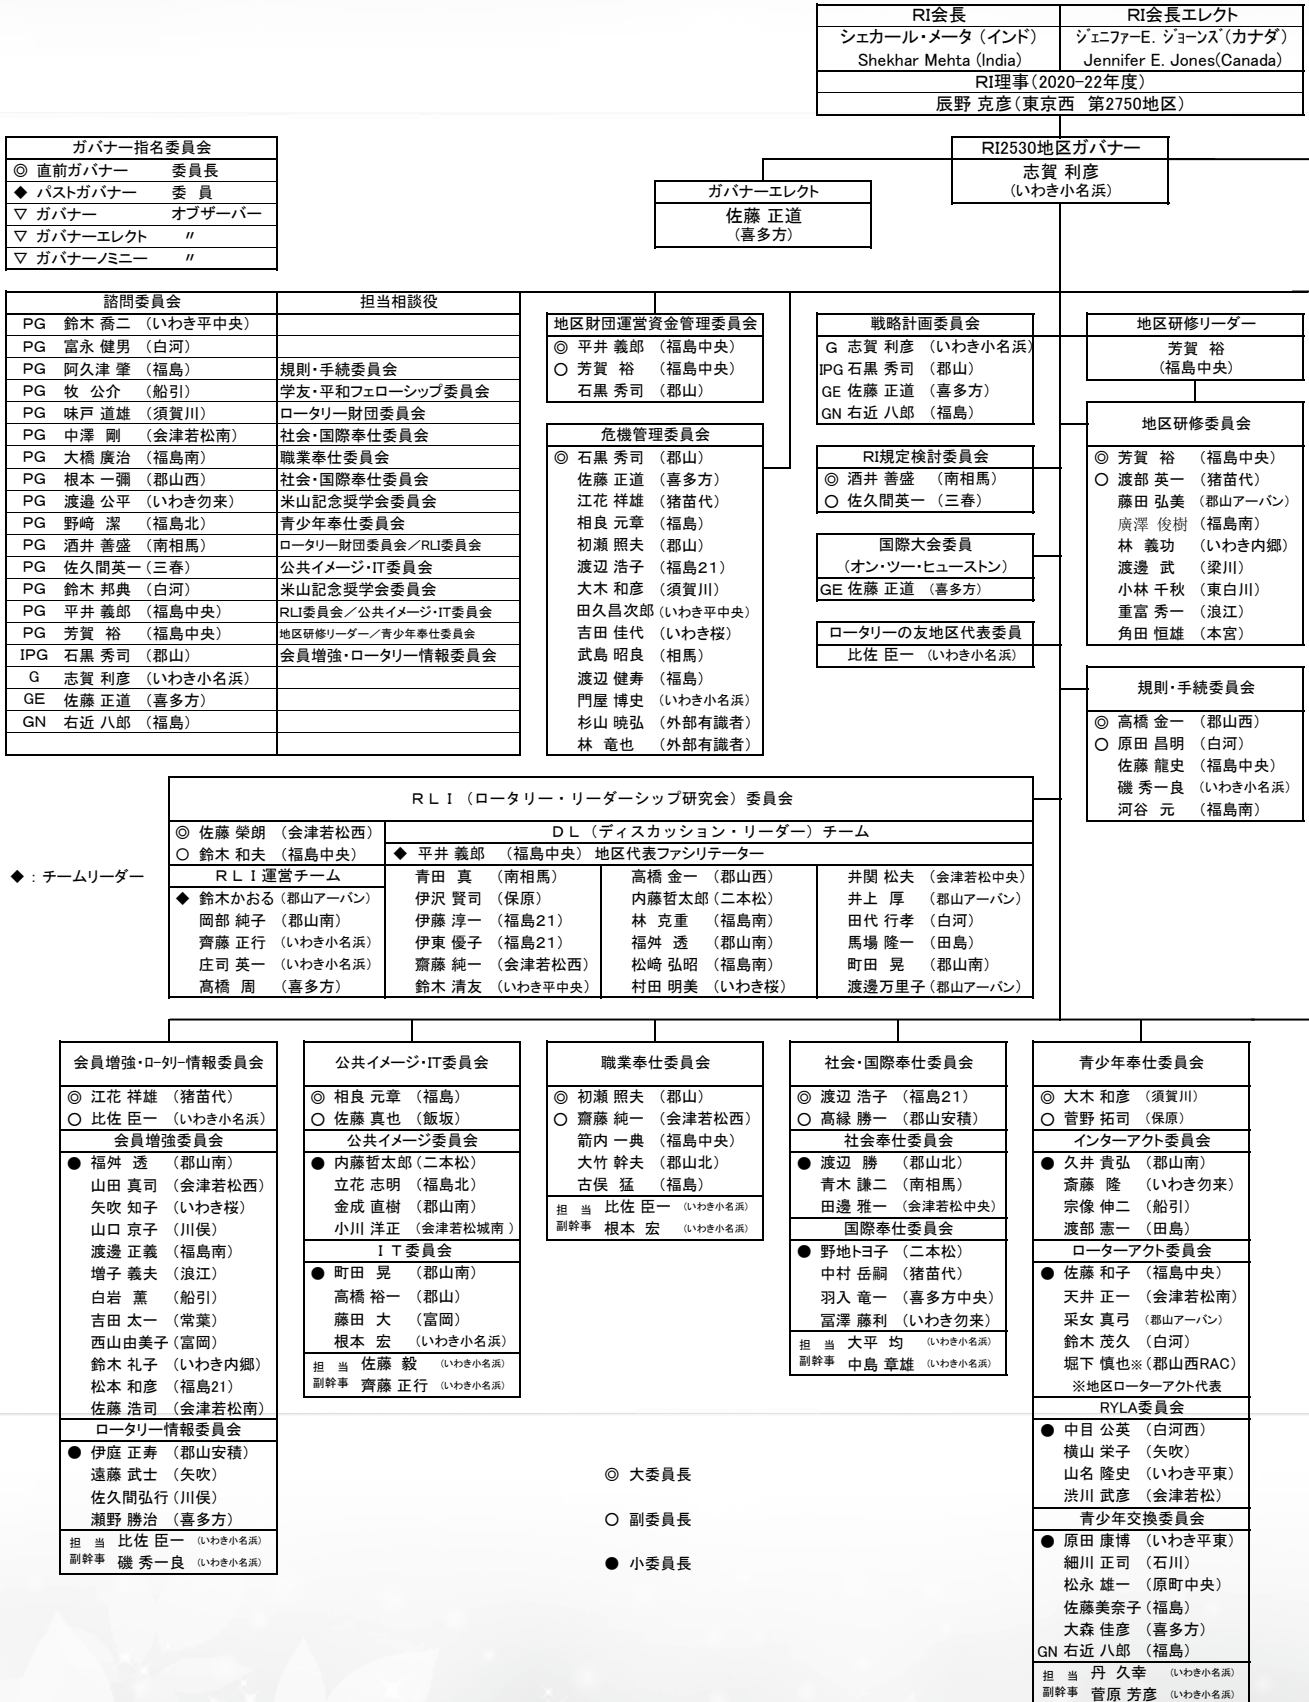 RI会長 RI会長エレクト
シェカール・メータ (インド) ｼﾞｪﾆﾌｧｰE. ｼﾞｮｰﾝｽﾞ(カナダ)
Shekhar Mehta (India) Jennifer E. Jones(Canada)
RI理事(2020-22年度)
辰野 克彦(東京西 第2750地区)
RI2530地区ガバナー
志賀 利彦
(いわき小名浜)
ガバナーエレクト
佐藤 正道
(喜多方)
ガバナー指名委員会
◎ 直前ガバナー 委員長
◆ パストガバナー 委 員
▽ ガバナー オブザーバー
▽ ガバナーエレクト 〃
▽ ガバナーノミニー 〃
諮問委員会 担当相談役
PG 鈴木 喬二 (いわき平中央)
PG 富永 健男 (白河)
PG 阿久津 肇 (福島) 規則・手続委員会
PG 牧 公介 (船引) 学友・平和フェローシップ委員会
PG 味戸 道雄 (須賀川) ロータリー財団委員会
PG 中澤 剛 (会津若松南) 社会・国際奉仕委員会
PG 大橋 廣治 (福島南) 職業奉仕委員会
PG 根本 一彌 (郡山西) 社会・国際奉仕委員会
PG 渡邉 公平 (いわき勿来) 米山記念奨学会委員会
PG 野﨑 潔 (福島北) 青少年奉仕委員会
PG 酒井 善盛 (南相馬) ロータリー財団委員会／RLI委員会
PG 佐久間英一 (三春) 公共イメージ・IT委員会
PG 鈴木 邦典 (白河) 米山記念奨学会委員会
PG 平井 義郎 (福島中央) RLI委員会／公共イメージ・IT委員会
PG 芳賀 裕 (福島中央) 地区研修リーダー／青少年奉仕委員会
IPG 石黒 秀司 (郡山) 会員増強・ロータリー情報委員会
G 志賀 利彦 (いわき小名浜)
GE 佐藤 正道 (喜多方)
GN 右近 八郎 (福島)
地区財団運営資金管理委員会
◎ 平井 義郎 (福島中央)
○ 芳賀 裕 (福島中央)
石黒 秀司 (郡山)
危機管理委員会
◎ 石黒 秀司 (郡山)
佐藤 正道 (喜多方)
江花 祥雄 (猪苗代)
相良 元章 (福島)
初瀬 照夫 (郡山)
渡辺 浩子 (福島21)
大木 和彦 (須賀川)
田久昌次郎 (いわき平中央)
吉田 佳代 (いわき桜)
武島 昭良 (相馬)
渡辺 健寿 (福島)
門屋 博史 (いわき小名浜)
杉山 暁弘 (外部有識者)
林 竜也 (外部有識者)
戦略計画委員会
G 志賀 利彦 (いわき小名浜)
IPG 石黒 秀司 (郡山)
GE 佐藤 正道 (喜多方)
GN 右近 八郎 (福島)
RI規定検討委員会
◎ 酒井 善盛 (南相馬)
○ 佐久間英一 (三春)
国際大会委員
(オン・ツー・ヒューストン)
GE 佐藤 正道 (喜多方)
ロータリーの友地区代表委員
比佐 臣一 (いわき小名浜)
地区研修リーダー
芳賀 裕
(福島中央)
地区研修委員会
◎ 芳賀 裕 (福島中央)
○ 渡部 英一 (猪苗代)
藤田 弘美 (郡山アーバン)
廣澤 俊樹 (福島南)
林 義功 (いわき内郷)
渡邊 武 (梁川)
小林 千秋 (東白川)
重富 秀一 (浪江)
角田 恒雄 (本宮)
規則・手続委員会
◎ 高橋 金一 (郡山西)
○ 原田 昌明 (白河)
佐藤 龍史 (福島中央)
磯 秀一良 (いわき小名浜)
河谷 元 (福島南)
ＲＬＩ（ロータリー・リーダーシップ研究会）委員会
◎ 佐藤 榮朗 (会津若松西) ＤＬ（ディスカッション・リーダー）チーム
○ 鈴木 和夫 (福島中央) ◆ 平井 義郎 (福島中央) 地区代表ファシリテーター
◆：チームリーダー
ＲＬＩ運営チーム 青田 真 (南相馬) 高橋 金一 (郡山西) 井関 松夫 (会津若松中央)
◆ 鈴木かおる (郡山アーバン) 伊沢 賢司 (保原) 内藤哲太郎 (二本松) 井上 厚 (郡山アーバン)
岡部 純子 (郡山南) 伊藤 淳一 (福島21) 林 克重 (福島南) 田代 行孝 (白河)
齊藤 正行 (いわき小名浜) 伊東 優子 (福島21) 福舛 透 (郡山南) 馬場 隆一 (田島)
庄司 英一 (いわき小名浜) 齋藤 純一 (会津若松西) 松﨑 弘昭 (福島南) 町田 晃 (郡山南)
髙橋 周 (喜多方) 鈴木 清友 (いわき平中央) 村田 明美 (いわき桜) 渡邊万里子 (郡山アーバン)
会員増強・ﾛｰﾀﾘｰ情報委員会
◎ 江花 祥雄 (猪苗代)
○ 比佐 臣一 (いわき小名浜)
会員増強委員会
● 福舛 透 (郡山南)
山田 真司 (会津若松西)
矢吹 知子 (いわき桜)
山口 京子 (川俣)
渡邊 正義 (福島南)
増子 義夫 (浪江)
白岩 薫 (船引)
吉田 太一 (常葉)
西山由美子 (富岡)
鈴木 礼子 (いわき内郷)
松本 和彦 (福島21)
佐藤 浩司 (会津若松南)
ロータリー情報委員会
● 伊庭 正寿 (郡山安積)
遠藤 武士 (矢吹)
佐久間弘行 (川俣)
瀨野 勝治 (喜多方)
担 当 比佐 臣一 (いわき小名浜)
副幹事 磯 秀一良 (いわき小名浜)
公共イメージ・IT委員会
◎ 相良 元章 (福島)
○ 佐藤 真也 (飯坂)
公共イメージ委員会
● 内藤哲太郎 (二本松)
立花 志明 (福島北)
金成 直樹 (郡山南)
小川 洋正 (会津若松城南 )
ＩＴ委員会
● 町田 晃 (郡山南)
高橋 裕一 (郡山)
藤田 大 (富岡)
根本 宏 (いわき小名浜)
担 当 佐藤 毅 (いわき小名浜)
副幹事 齊藤 正行 (いわき小名浜)
職業奉仕委員会
◎ 初瀬 照夫 (郡山)
○ 齋藤 純一 (会津若松西)
箭内 一典 (福島中央)
大竹 幹夫 (郡山北)
古俣 猛 (福島)
担 当 比佐 臣一 (いわき小名浜)
副幹事 根本 宏 (いわき小名浜)
社会・国際奉仕委員会
◎ 渡辺 浩子 (福島21)
○ 髙縁 勝一 (郡山安積)
社会奉仕委員会
● 渡辺 勝 (郡山北)
青木 謙二 (南相馬)
田邊 雅一 (会津若松中央)
国際奉仕委員会
● 野地トヨ子 (二本松)
中村 岳嗣 (猪苗代)
羽入 竜一 (喜多方中央)
冨澤 藤利 (いわき勿来)
担 当 大平 均 (いわき小名浜)
副幹事 中島 章雄 (いわき小名浜)
青少年奉仕委員会
◎ 大木 和彦 (須賀川)
○ 菅野 拓司 (保原)
インターアクト委員会
● 久井 貴弘 (郡山南)
斎藤 隆 (いわき勿来)
宗像 伸二 (船引)
渡部 憲一 (田島)
ローターアクト委員会
● 佐藤 和子 (福島中央)
天井 正一 (会津若松南)
采女 真弓 (郡山アーバン)
鈴木 茂久 (白河)
堀下 慎也※ (郡山西RAC)
※地区ローターアクト代表
RYLA委員会
● 中目 公英 (白河西)
横山 栄子 (矢吹)
山名 隆史 (いわき平東)
渋川 武彦 (会津若松)
青少年交換委員会
● 原田 康博 (いわき平東)
細川 正司 (石川)
松永 雄一 (原町中央)
佐藤美奈子 (福島)
大森 佳彦 (喜多方)
GN 右近 八郎 (福島)
担 当 丹 久幸 (いわき小名浜)
副幹事 菅原 芳彦 (いわき小名浜)
◎ 大委員長
○ 副委員長
● 小委員長